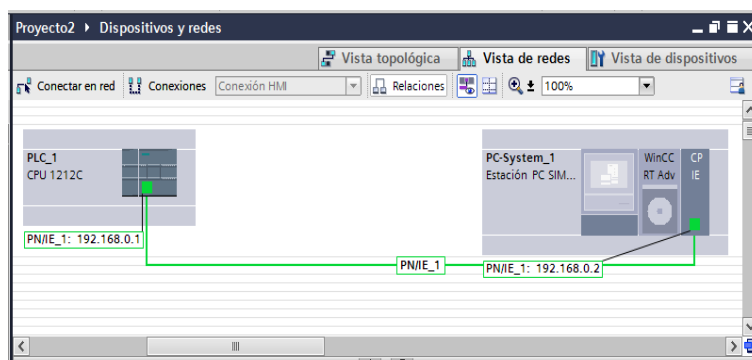 Proyecto2 ▸ Dispositivos y redes
Vista topológica
Vista de redes
Vista de dispositivos
Conectar en red
Conexiones
Conexión HMI
Relaciones
100%
PLC_1
CPU 1212C
PC-System_1
Estación PC SIM...
WinCC
RT Adv
CP
IE
PN/IE_1: 192.168.0.1
PN/IE_1
PN/IE_1: 192.168.0.2